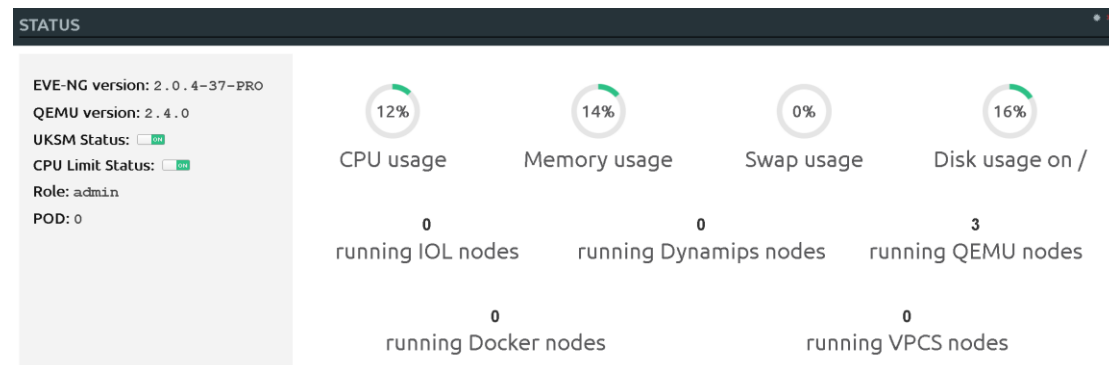 STATUS
EVE-NG version: 2.0.4-37-PRO
QEMU version: 2.4.0
UKSM Status: ON
CPU Limit Status: ON
Role: admin
POD: 0
12%
14%
0%
16%
CPU usage
Memory usage
Swap usage
Disk usage on /
0
0
3
running IOL nodes
running Dynamips nodes
running QEMU nodes
0
0
running Docker nodes
running VPCS nodes